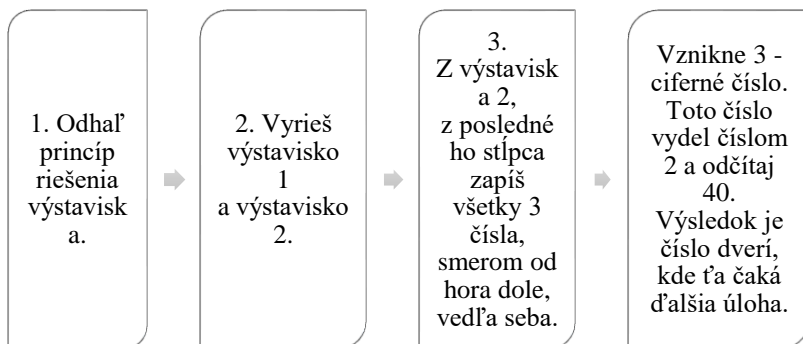 1. Odhaľ
princíp
riešenia
výstavisk
a.
2. Vyrieš
výstavisko
1
a výstavisko
2.
3.
Z výstavisk
a 2,
z posledné
ho stĺpca
zapíš
všetky 3
čísla,
smerom od
hora dole,
vedľa seba.
Vznikne 3 -
ciferné číslo.
Toto číslo
vydel číslom
2 a odčítaj
40.
Výsledok je
číslo dverí,
kde ťa čaká
ďalšia úloha.